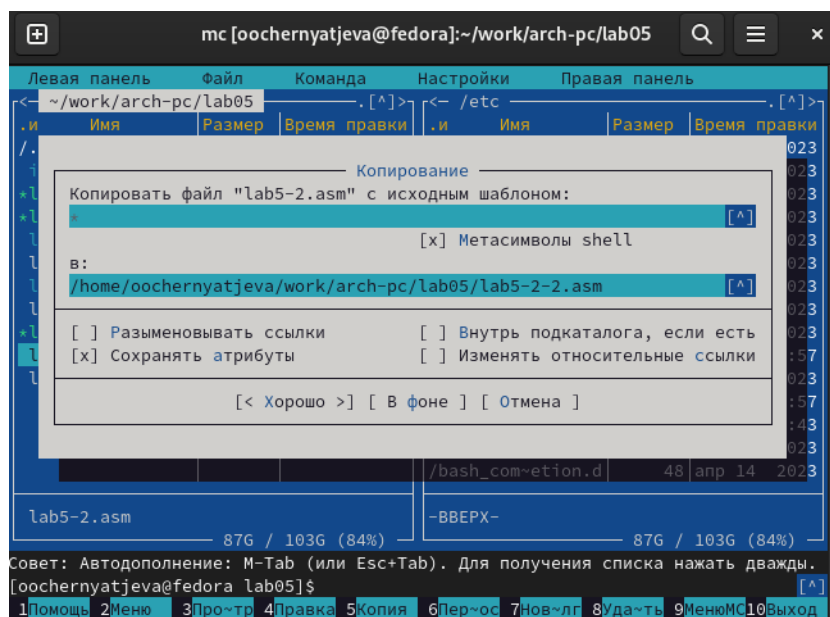 mc [oochernyatjeva@fedora]:~/work/arch-pc/lab05
Левая панель Файл Команда Настройки Правая панель
<— ~/work/arch-pc/lab05 ——.[^]>
<— /etc ——.[^]>
.и Имя Размер Время правки .и Имя Размер Время правки
/. 023
Копирование
Копировать файл "lab5-2.asm" с исходным шаблоном:
* [^]
[x] Метасимволы shell
в:
/home/oochernyatjeva/work/arch-pc/lab05/lab5-2-2.asm [^]
[ ] Разыменовывать ссылки [ ] Внутрь подкаталога, если есть
[x] Сохранять атрибуты [ ] Изменять относительные ссылки
[< Хорошо >] [ В фоне ] [ Отмена ]
/bash_com~etion.d 48 апр 14 2023
lab5-2.asm -ВВЕРХ-
87G / 103G (84%) 87G / 103G (84%)
Совет: Автодополнение: M-Tab (или Esc+Tab). Для получения списка нажать дважды.
[oochernyatjeva@fedora lab05]$ [^]
1Помощь 2Меню 3Про~тр 4Правка 5Копия 6Пер~ос 7Нов~лг 8Уда~ть 9МенюМС 10Выход